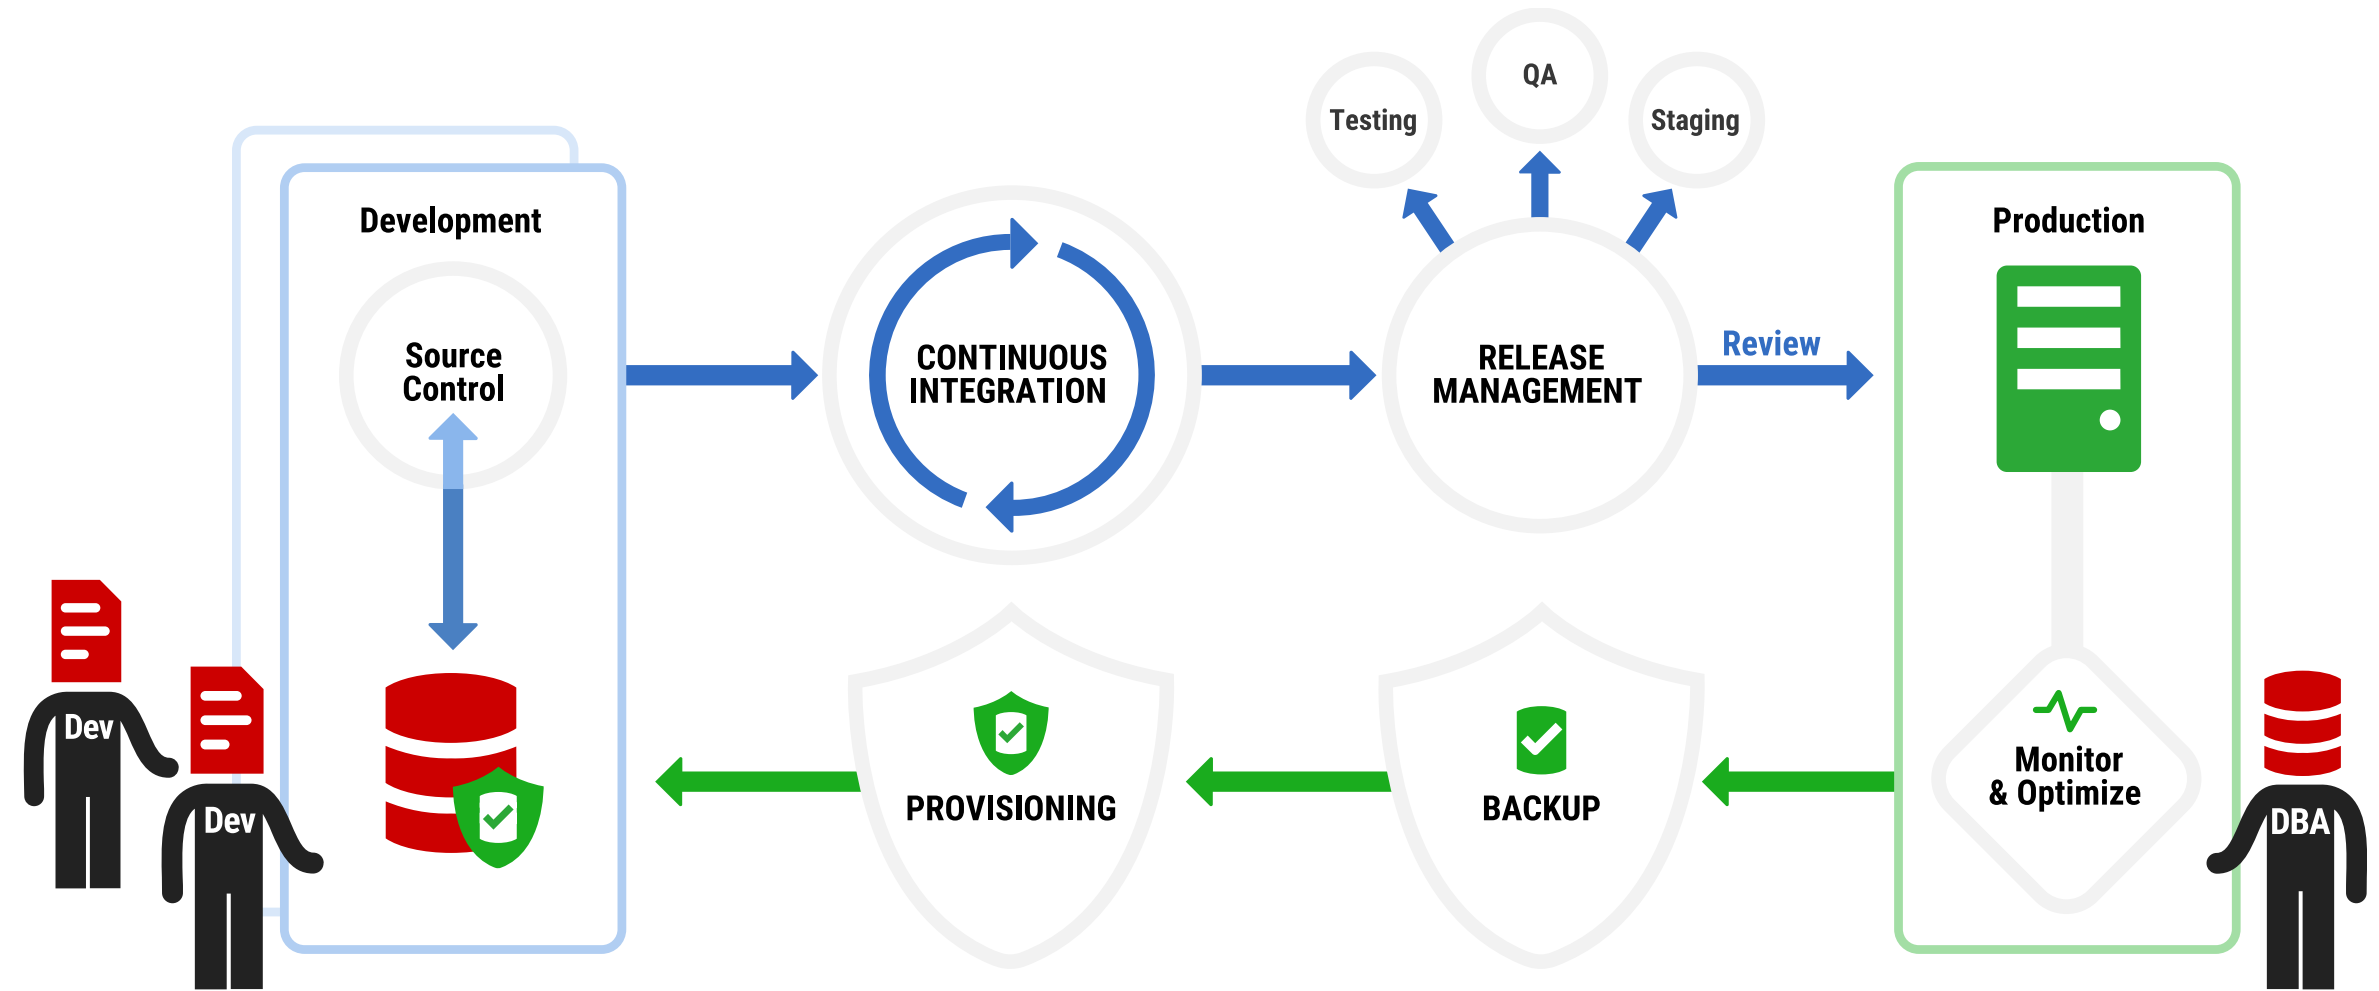 QA
Testing
Staging
Development
Production
Source
Control
CONTINUOUS
INTEGRATION
RELEASE
MANAGEMENT
Review
Dev
Dev
PROVISIONING
BACKUP
Monitor
& Optimize
DBA